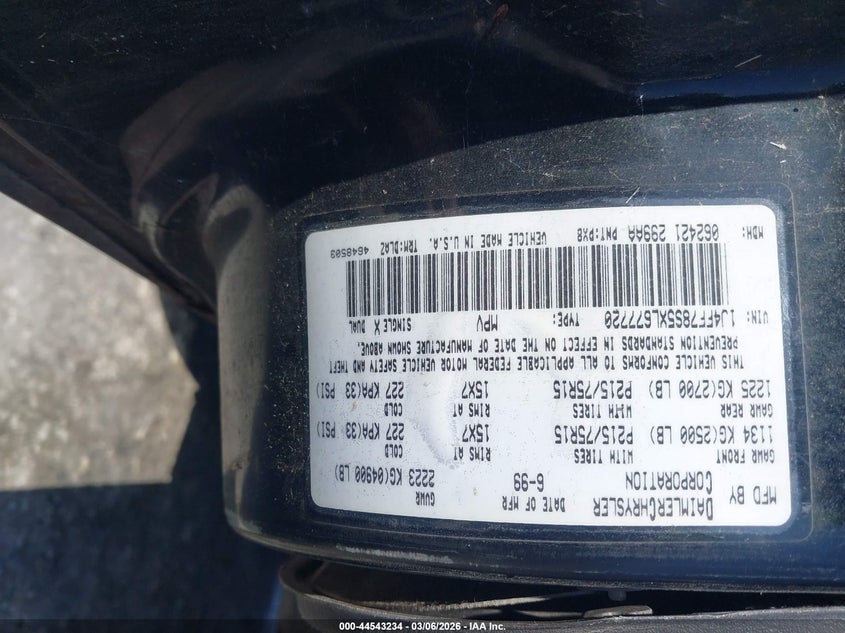 MFD BY DAIMLERCHRYSLER CORPORATION DATE OF MFR 6-99 GVWR 2223 KG(04900 LB)
GAWR FRONT WITH TIRES RIMS AT COLD
1134 KG(2500 LB) P215/75R15 15X7 227 KPA(33 PSI)
GAWR REAR WITH TIRES RIMS AT COLD
1225 KG(2700 LB) P215/75R15 15X7 227 KPA(33 PSI)
THIS VEHICLE CONFORMS TO ALL APPLICABLE FEDERAL MOTOR VEHICLE SAFETY AND THEFT
PREVENTION STANDARDS IN EFFECT ON THE DATE OF MANUFACTURE SHOWN ABOVE.
VIN: 1J4FF78S5XL677720 TYPE: MPV SINGLE X DUAL
MDH: 062421 299AA PNT:PXB VEHICLE MADE IN U.S.A. TRM:DLAZ 4648503
000-44543234 — 03/06/2026 — IAA Inc.